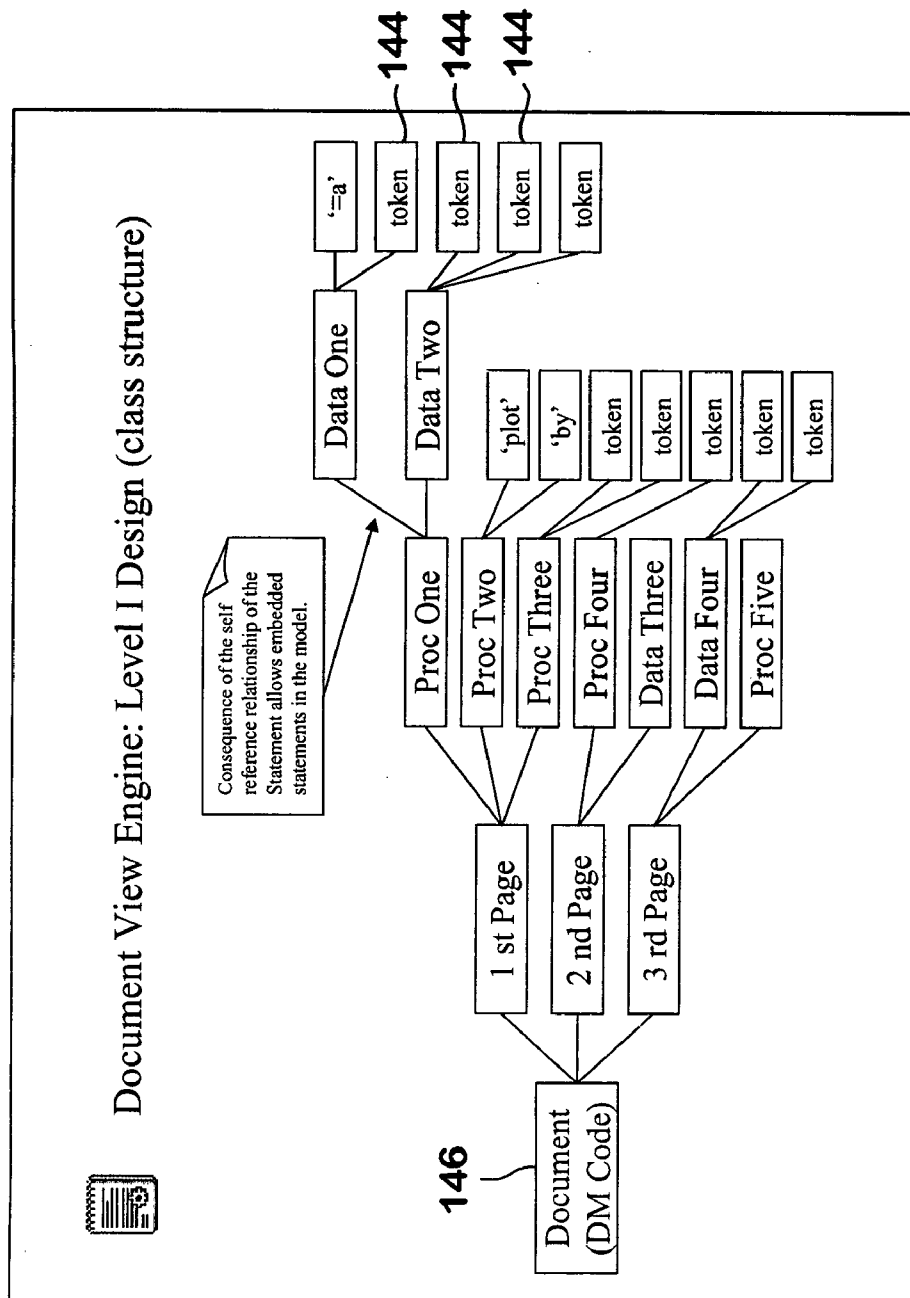 Document View Engine: Level I Design (class structure)
Consequence of the self
reference relationship of the
Statement allows embedded
statements in the model.
146
Document
(DM Code)
1 st Page
2 nd Page
3 rd Page
Proc One
Proc Two
Proc Three
Proc Four
Data Three
Data Four
Proc Five
Data One
Data Two
'=a'
token
144
token
144
token
144
token
'plot'
'by'
token
token
token
token
token